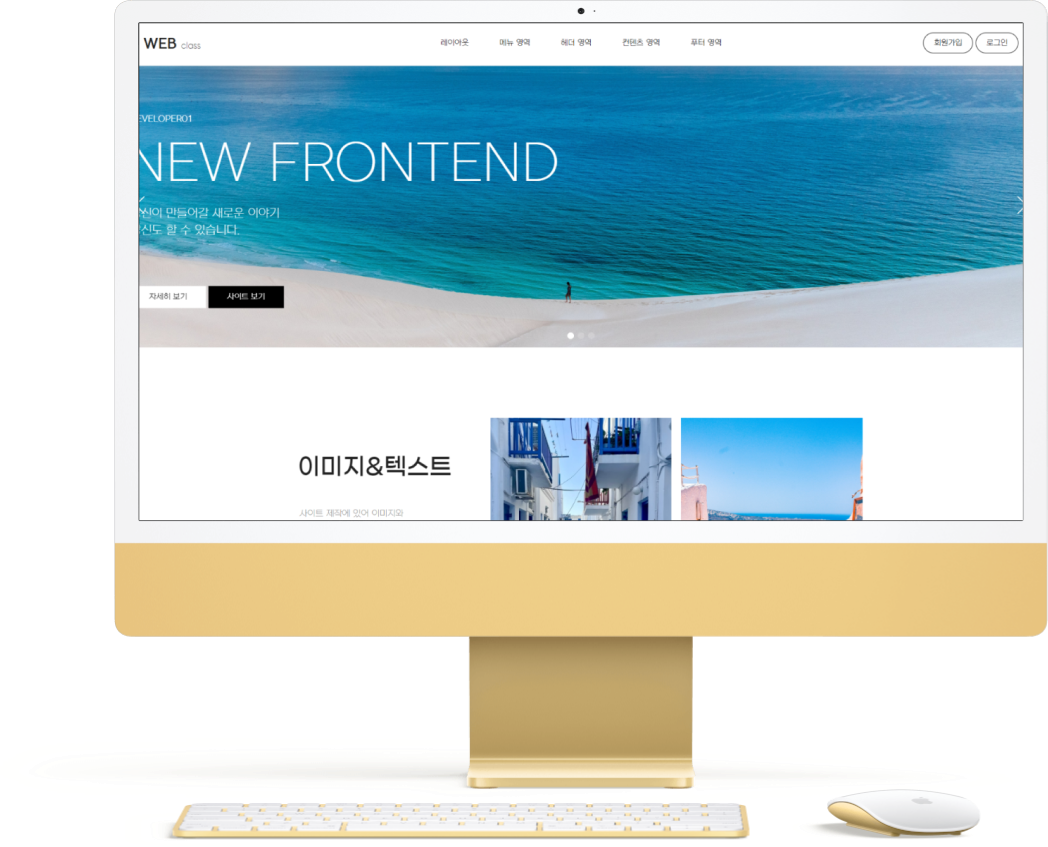 WEB class
레이아웃 메뉴 영역 헤더 영역 컨텐츠 영역 푸터 영역
회원가입 로그인
EVELOPER01
NEW FRONTEND
신이 만들어갈 새로운 이야기
신도 할 수 있습니다.
자세히 보기 사이트 보기
이미지&텍스트
사이트 제작에 있어 이미지와